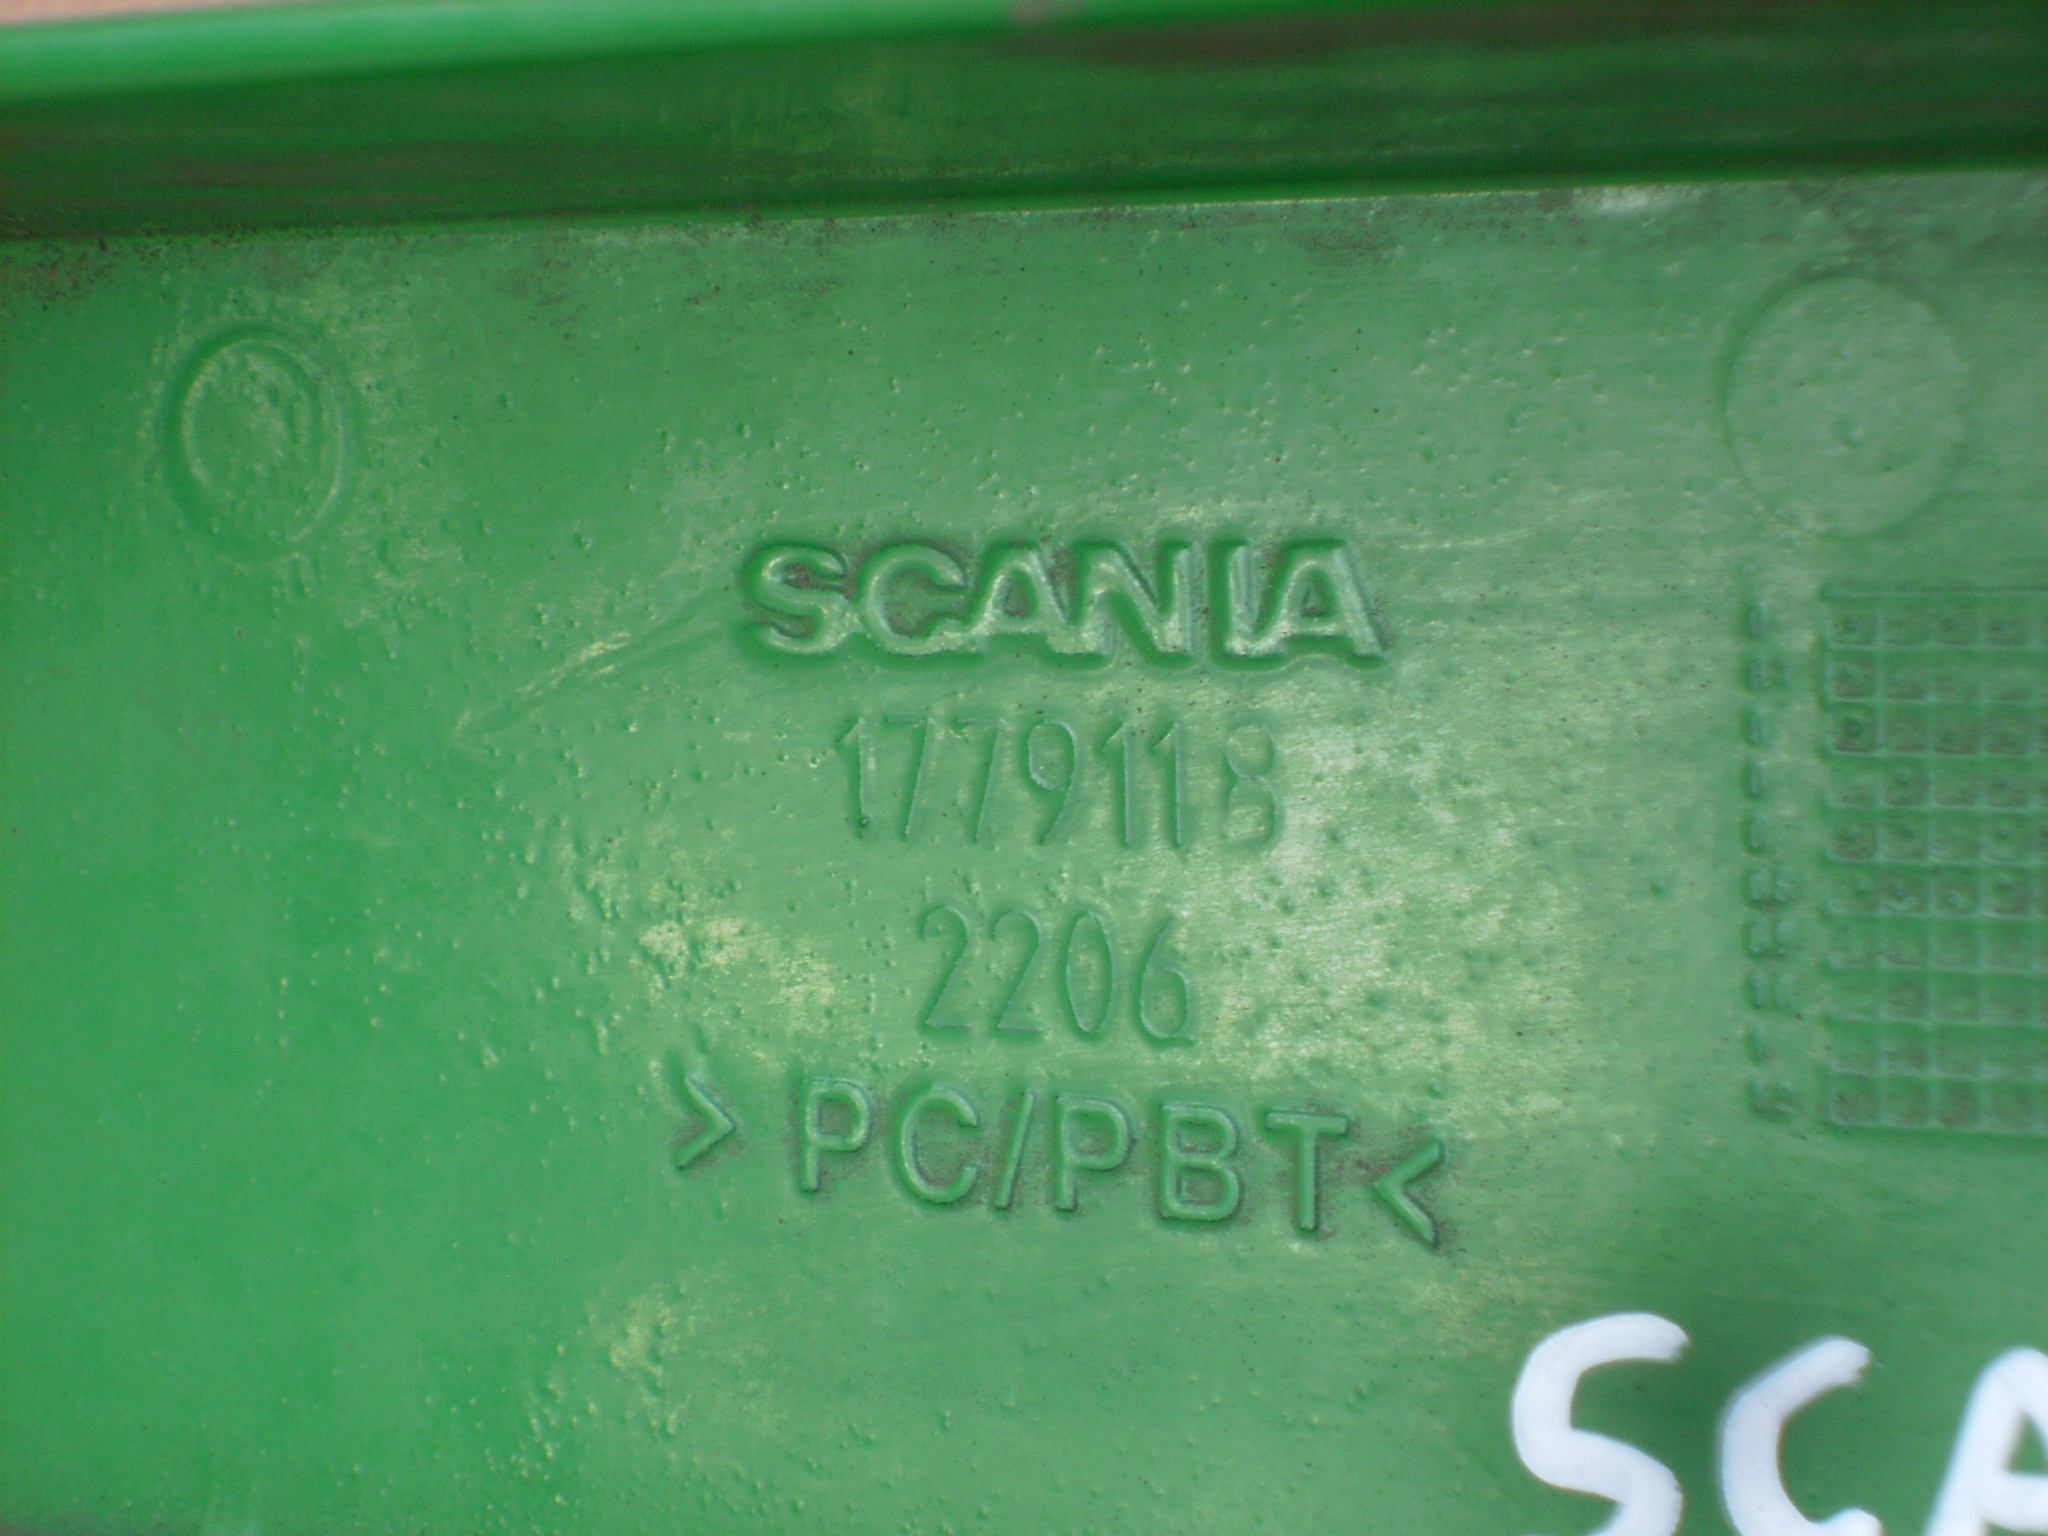 SCANIA
1779118
2206
>PC/PBT<
SCA